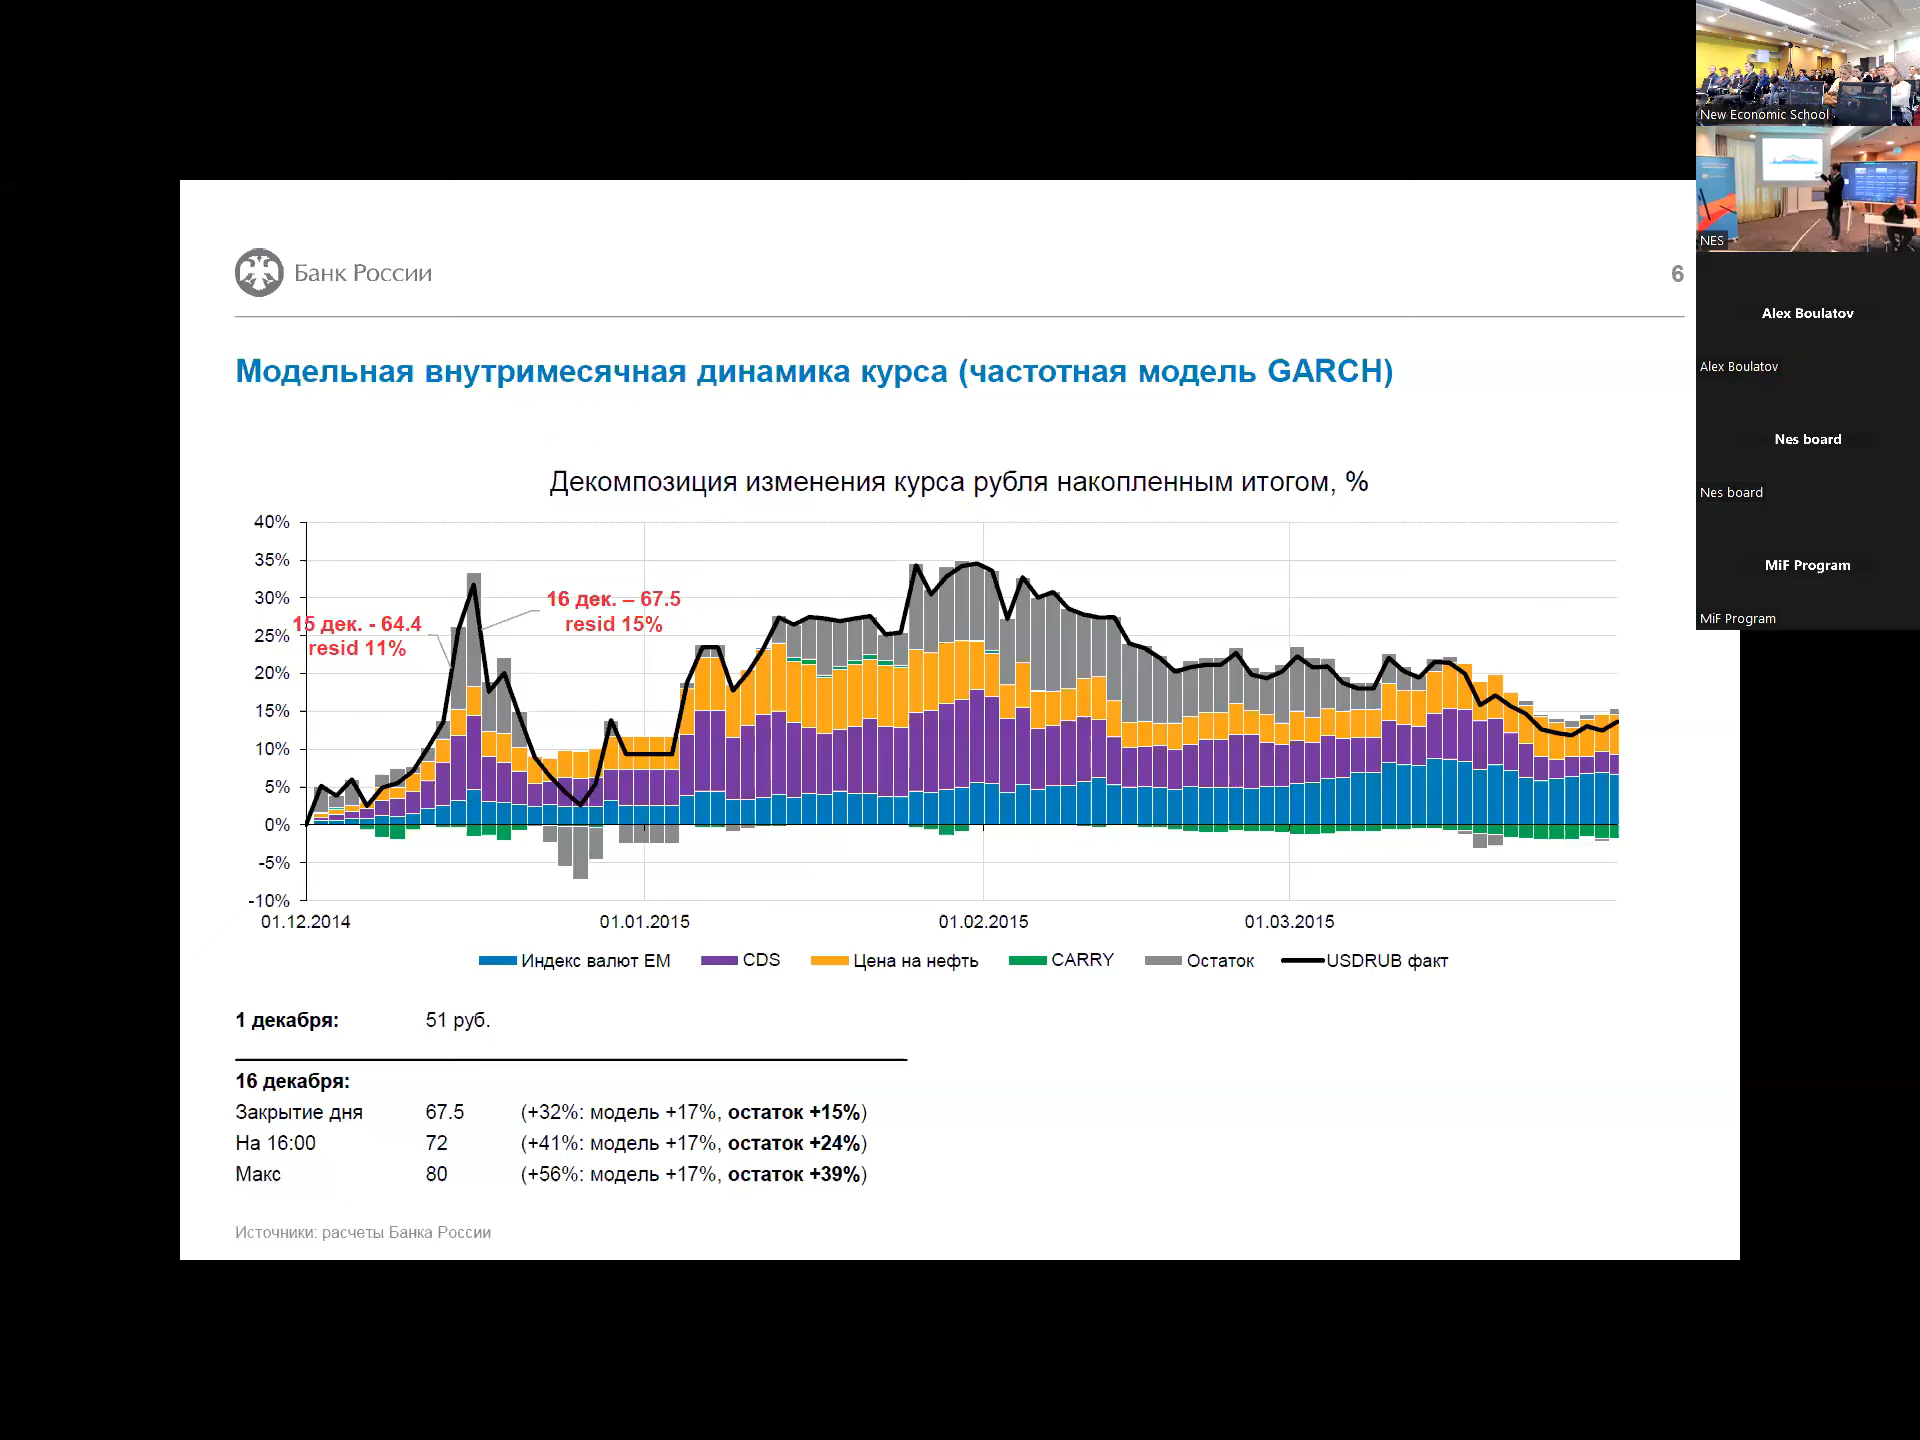 Банк России
6
Модельная внутримесячная динамика курса (частотная модель GARCH)
Декомпозиция изменения курса рубля накопленным итогом, %
40%
35%
30%
25%
20%
15%
10%
5%
0%
-5%
-10%
15 дек. - 64.4
resid 11%
16 дек. – 67.5
resid 15%
01.12.2014
01.01.2015
01.02.2015
01.03.2015
Индекс валют ЕМ
CDS
Цена на нефть
CARRY
Остаток
USDRUB факт
1 декабря: 51 руб.
16 декабря:
Закрытие дня 67.5 (+32%: модель +17%, остаток +15%)
На 16:00 72 (+41%: модель +17%, остаток +24%)
Макс 80 (+56%: модель +17%, остаток +39%)
Источники: расчеты Банка России
New Economic School
NES
Alex Boulatov
Alex Boulatov
Nes board
Nes board
MiF Program
MiF Program